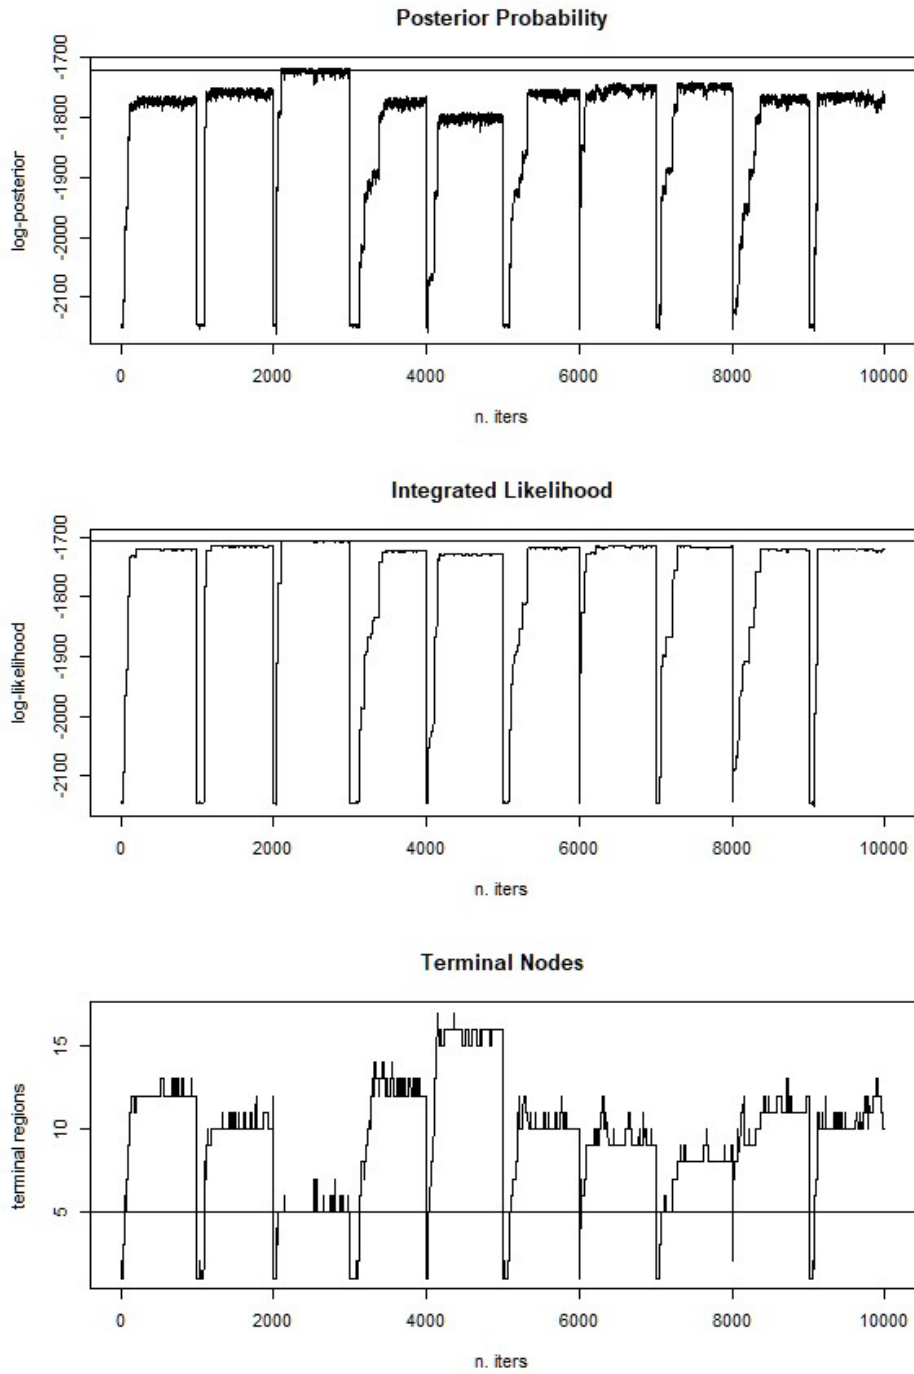 Posterior Probability
log-posterior
-1700
-1800
-1900
-2000
-2100
0 2000 4000 6000 8000 10000
n. iters
Integrated Likelihood
log-likelihood
-1700
-1800
-1900
-2000
-2100
0 2000 4000 6000 8000 10000
n. iters
Terminal Nodes
terminal regions
15
10
5
0 2000 4000 6000 8000 10000
n. iters